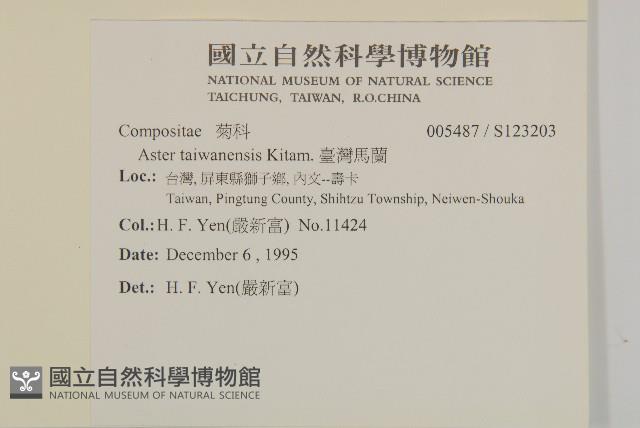 國立自然科學博物館
NATIONAL MUSEUM OF NATURAL SCIENCE
TAICHUNG, TAIWAN, R.O.CHINA
Compositae 菊科 005487 / S123203
Aster taiwanensis Kitam. 臺灣馬蘭
Loc.: 台灣, 屏東縣獅子鄉, 內文--壽卡
Taiwan, Pingtung County, Shihtzu Township, Neiwen-Shouka
Col.: H. F. Yen(嚴新富) No.11424
Date: December 6 , 1995
Det.: H. F. Yen(嚴新富)
國立自然科學博物館
NATIONAL MUSEUM OF NATURAL SCIENCE